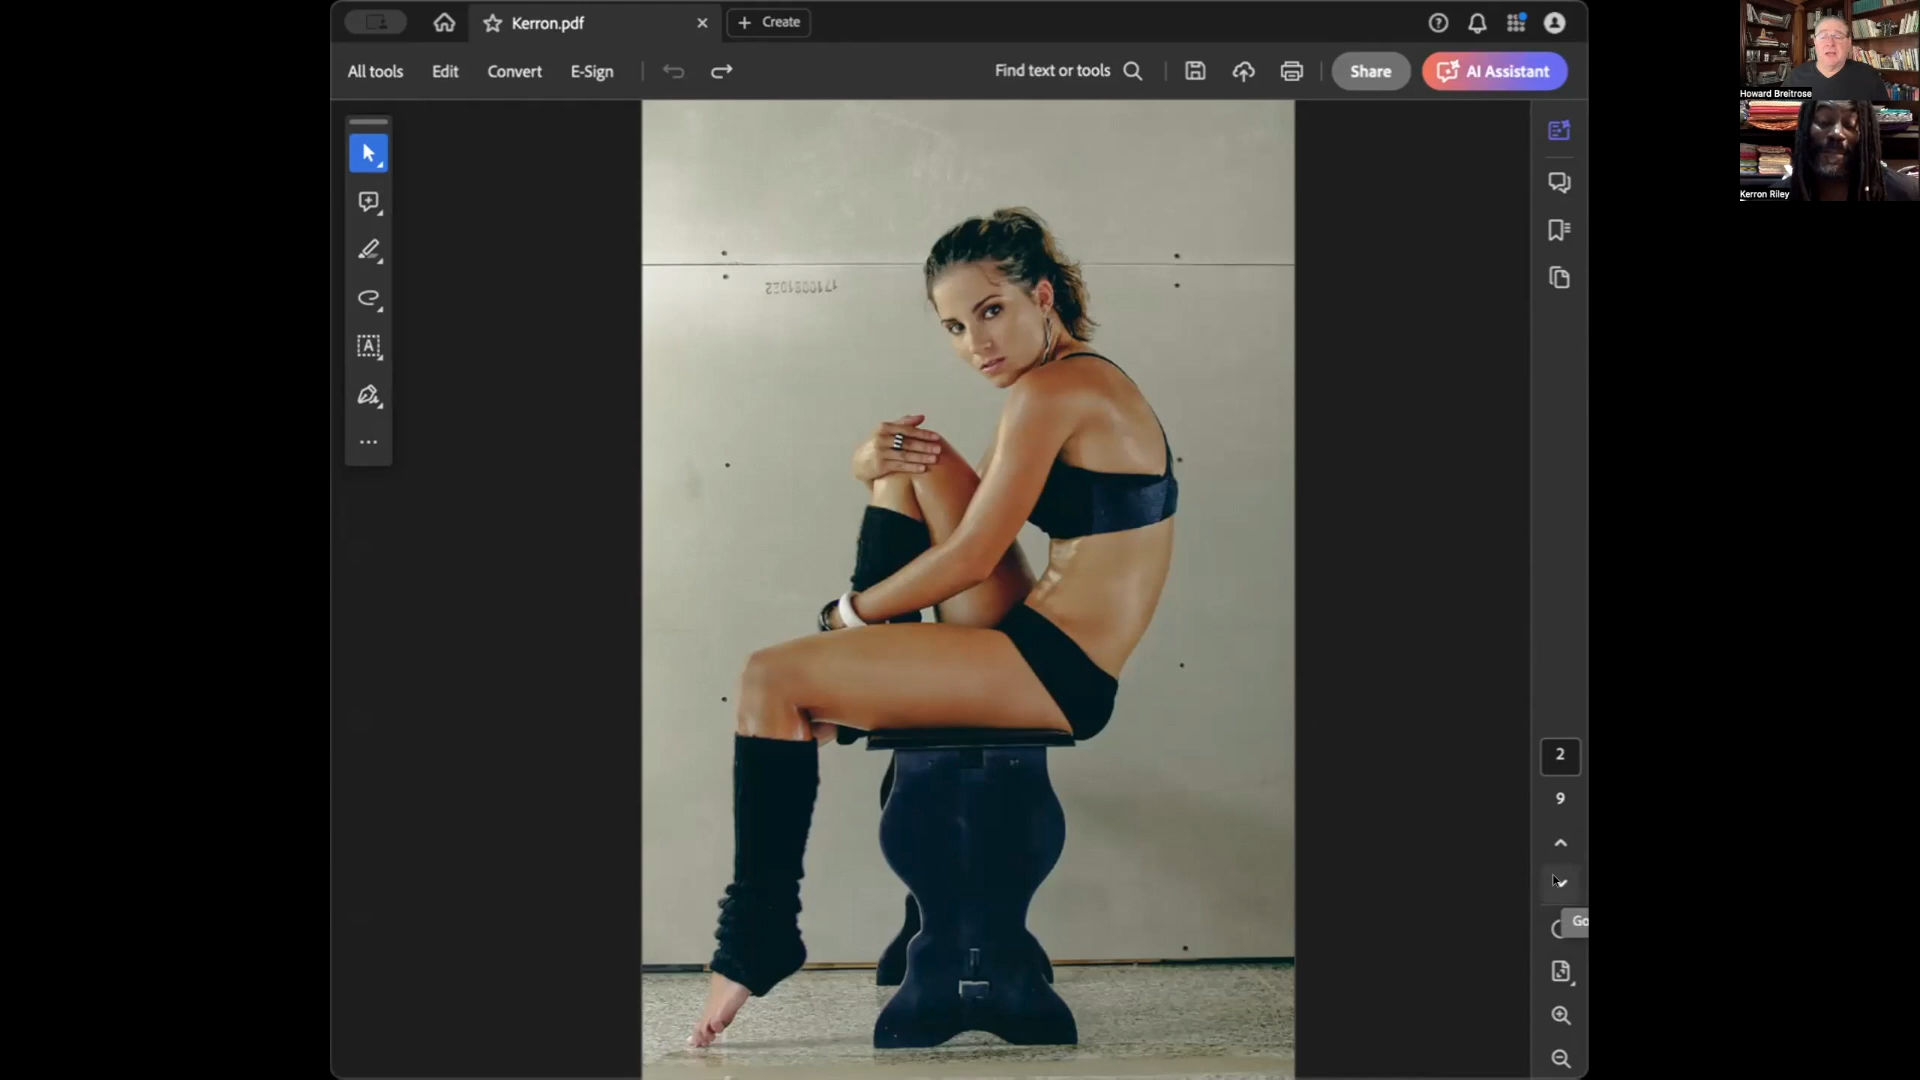 Kerron.pdf
Create
All tools
Edit
Convert
E-Sign
Find text or tools
Share
AI Assistant
Howard Breitrose
Kerron Riley
A
2
9
Go